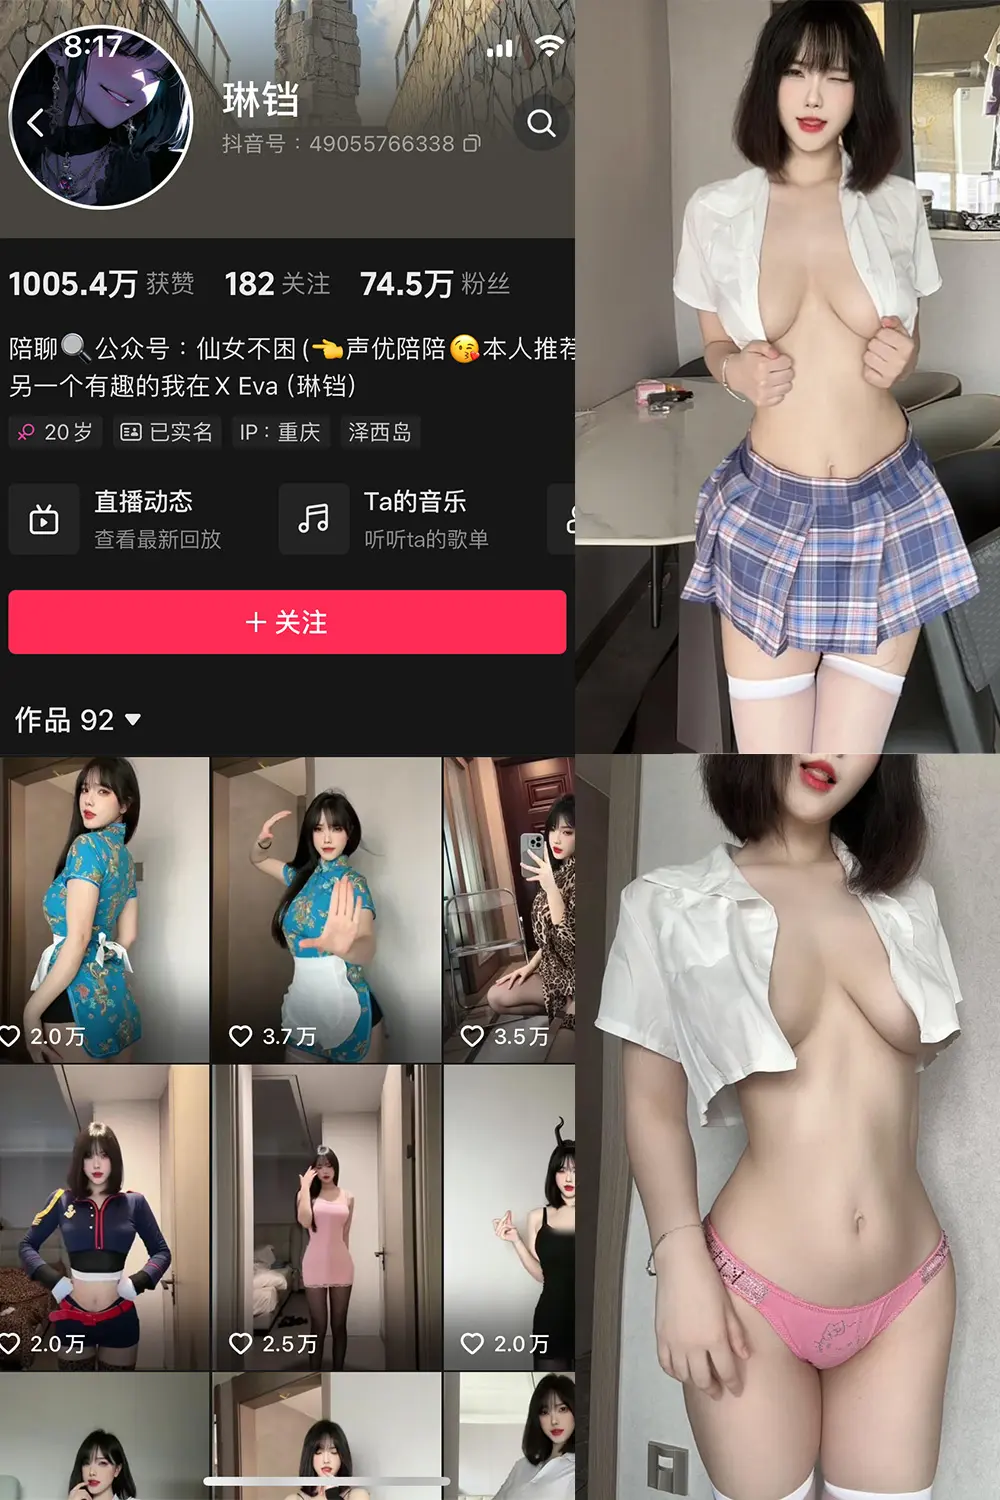 8:17
琳铛
抖音号：49055766338
1005.4万 获赞 182 关注 74.5万 粉丝
陪聊🔍公众号：仙女不困(👈声优陪陪😘本人推荐
另一个有趣的我在X Eva (琳铛)
20岁 已实名 IP：重庆 泽西岛
直播动态 Ta的音乐
查看最新回放 听听ta的歌单
+ 关注
作品 92
2.0万 3.7万 3.5万
2.0万 2.5万 2.0万